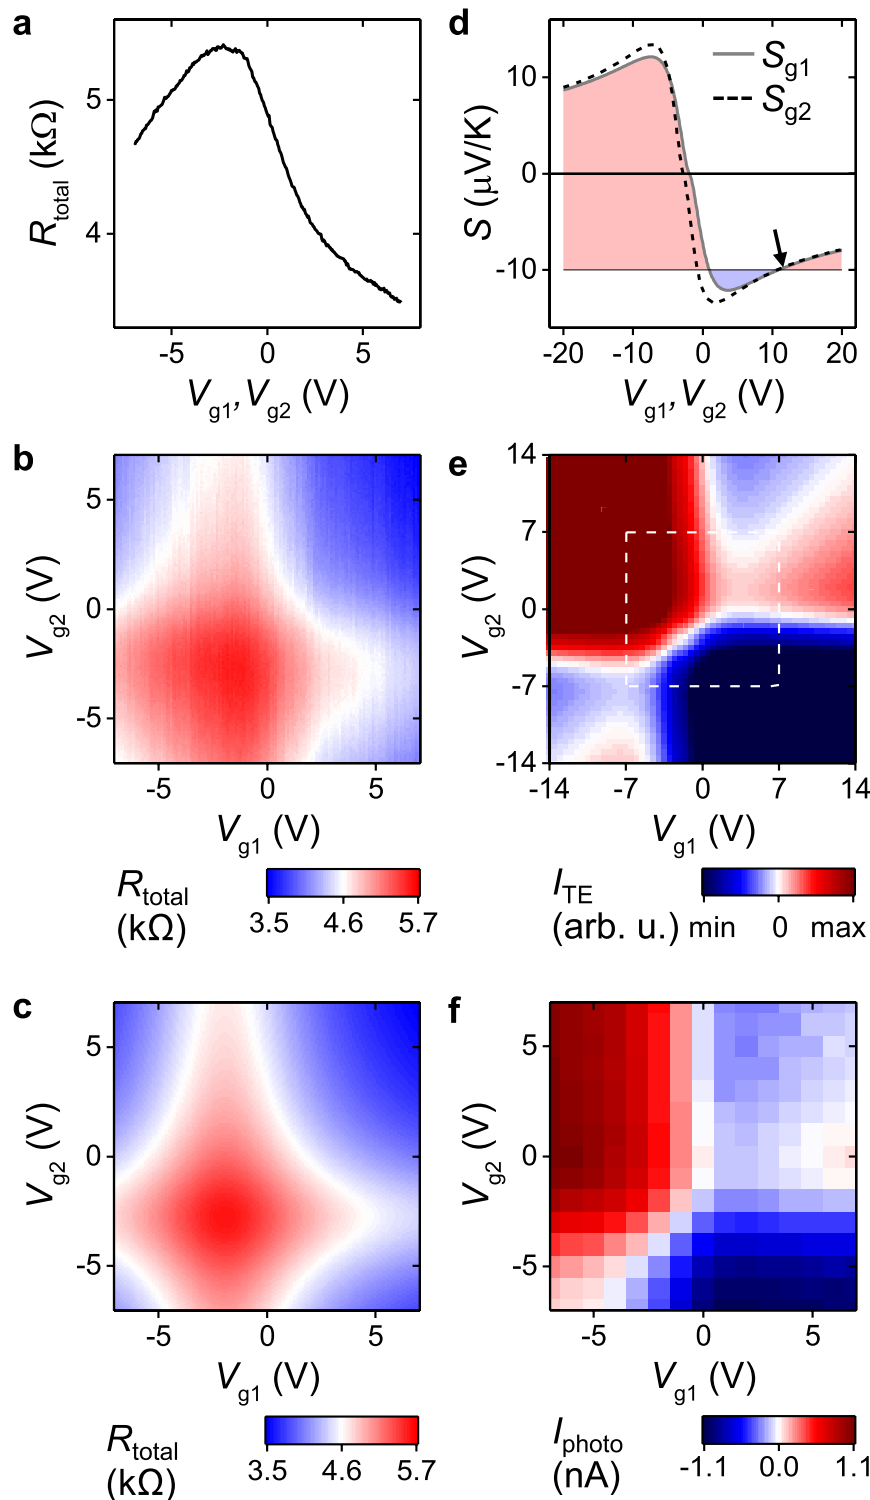 a
5
4
R_total (kΩ)
-5 0 5
V_g1, V_g2 (V)
d
S_g1
S_g2
10
0
-10
S (µV/K)
-20 -10 0 10 20
V_g1, V_g2 (V)
b
5
0
-5
V_g2 (V)
-5 0 5
V_g1 (V)
R_total
(kΩ)
3.5 4.6 5.7
e
14
7
0
-7
-14
V_g2 (V)
-14 -7 0 7 14
V_g1 (V)
I_TE
(arb. u.)
min 0 max
c
5
0
-5
V_g2 (V)
-5 0 5
V_g1 (V)
R_total
(kΩ)
3.5 4.6 5.7
f
5
0
-5
V_g2 (V)
-5 0 5
V_g1 (V)
I_photo
(nA)
-1.1 0.0 1.1